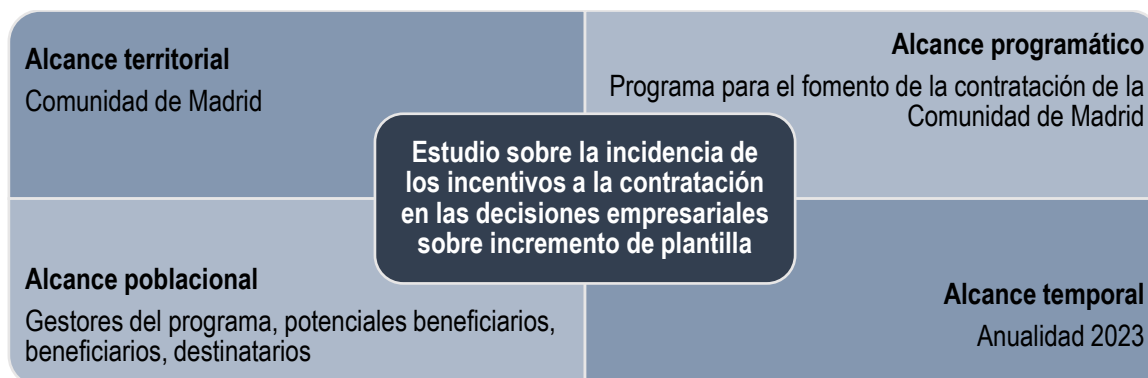 Alcance territorial
Comunidad de Madrid
Alcance programático
Programa para el fomento de la contratación de la
Comunidad de Madrid
Estudio sobre la incidencia de
los incentivos a la contratación
en las decisiones empresariales
sobre incremento de plantilla
Alcance poblacional
Gestores del programa, potenciales beneficiarios,
beneficiarios, destinatarios
Alcance temporal
Anualidad 2023